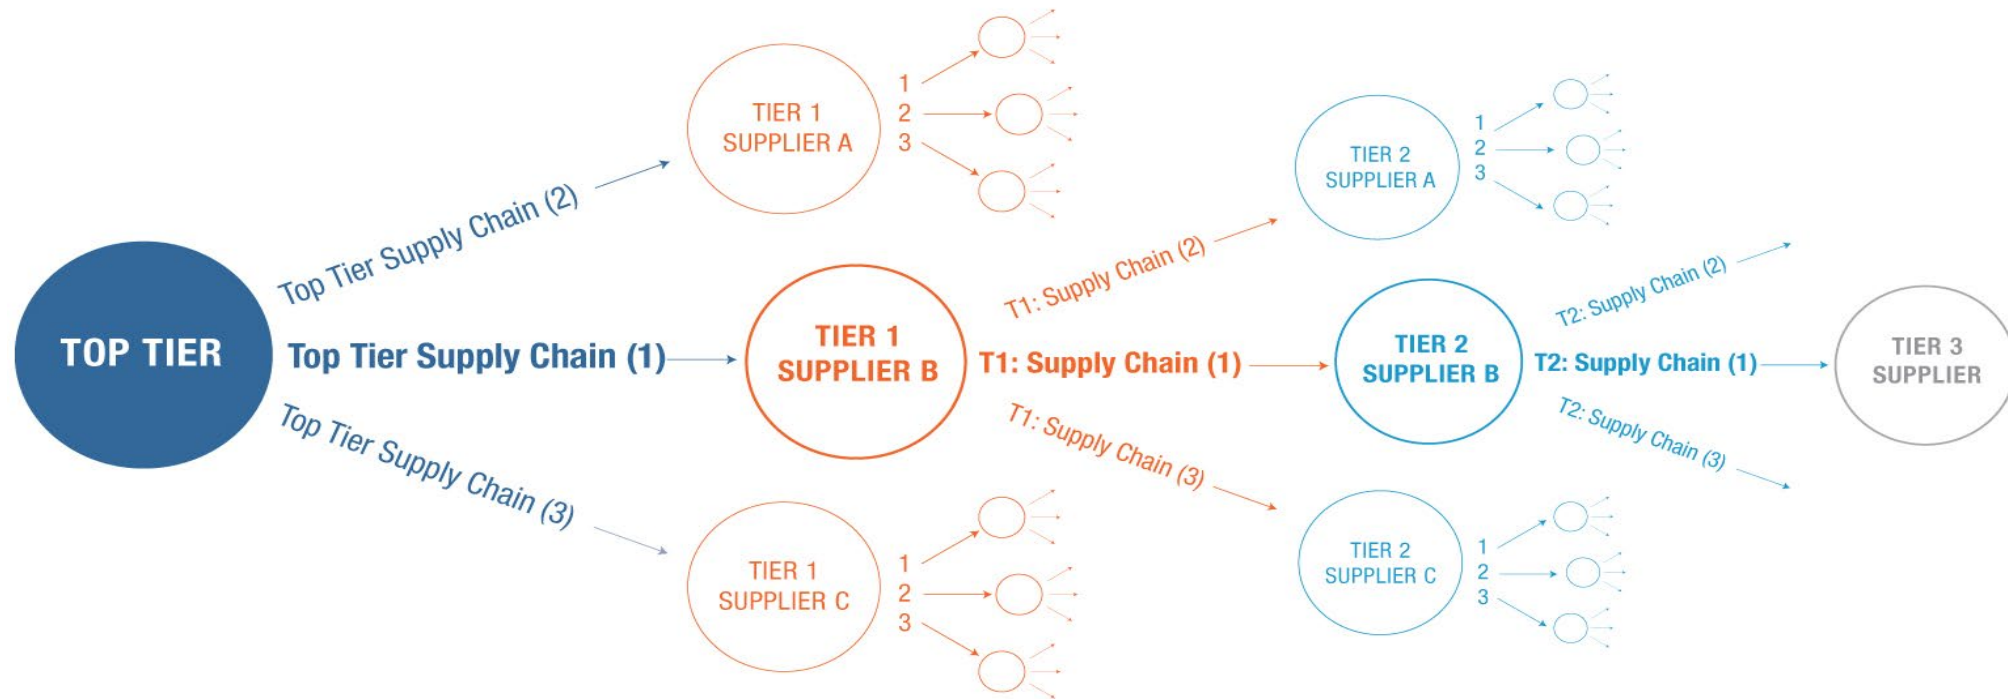 TOP TIER
Top Tier Supply Chain (2)
Top Tier Supply Chain (1)
Top Tier Supply Chain (3)
TIER 1
SUPPLIER A
1
2
3
TIER 1
SUPPLIER B
TIER 1
SUPPLIER C
1
2
3
T1: Supply Chain (2)
T1: Supply Chain (1)
T1: Supply Chain (3)
TIER 2
SUPPLIER A
1
2
3
TIER 2
SUPPLIER B
TIER 2
SUPPLIER C
1
2
3
T2: Supply Chain (2)
T2: Supply Chain (1)
T2: Supply Chain (3)
TIER 3
SUPPLIER